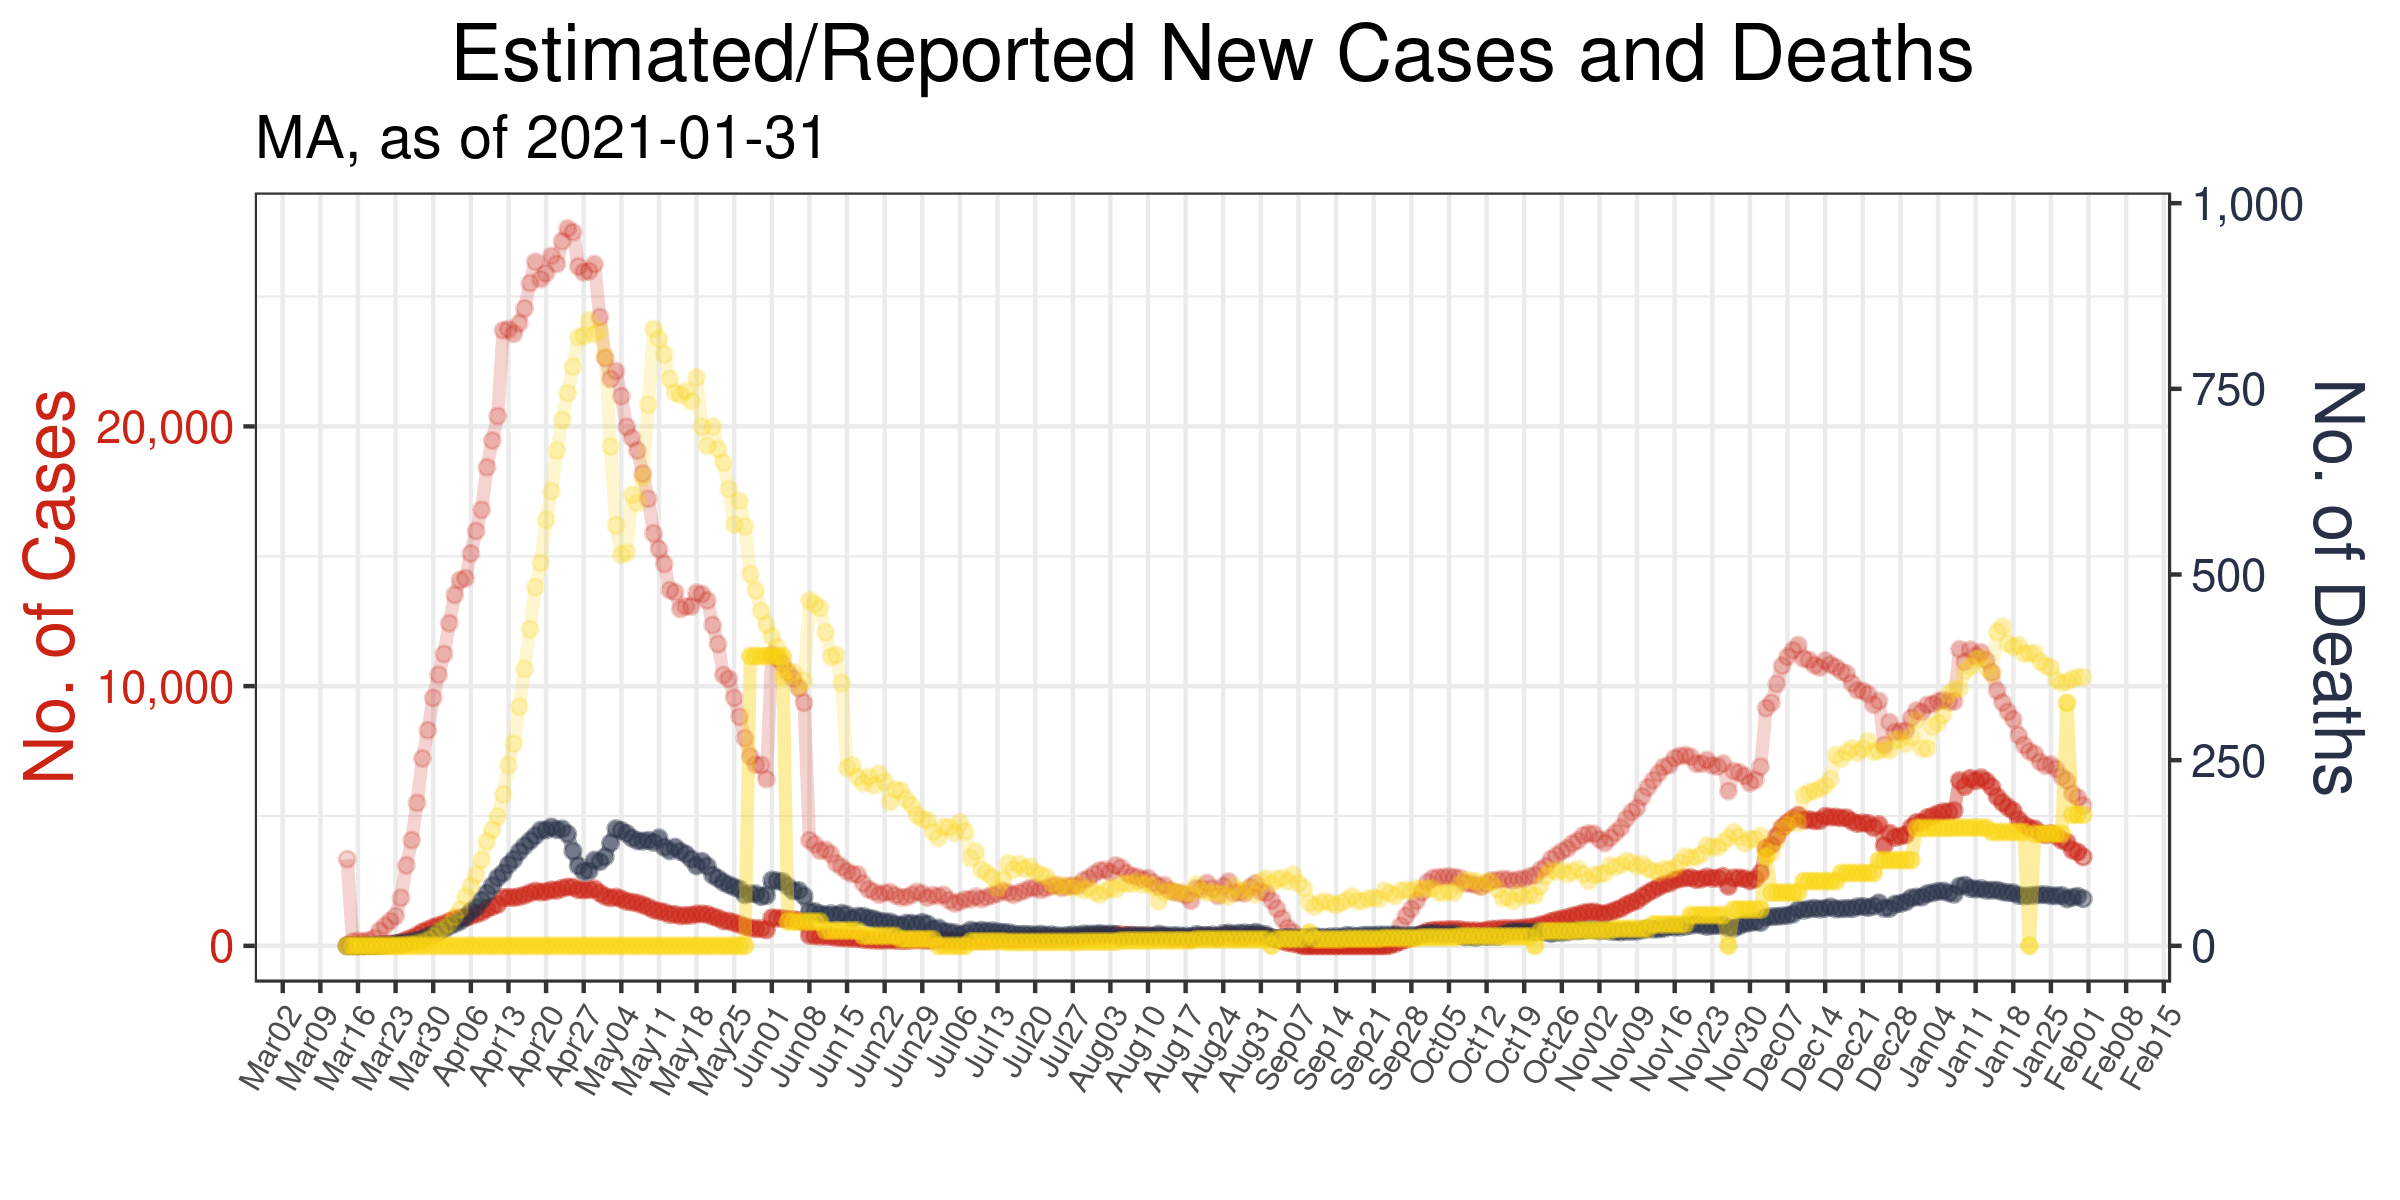 Estimated/Reported New Cases and Deaths
MA, as of 2021-01-31
No. of Cases
20,000
10,000
0
1,000
750
500
250
0
No. of Deaths
Mar02
Mar09
Mar16
Mar23
Mar30
Apr06
Apr13
Apr20
Apr27
May04
May11
May18
May25
Jun01
Jun08
Jun15
Jun22
Jun29
Jul06
Jul13
Jul20
Jul27
Aug03
Aug10
Aug17
Aug24
Aug31
Sep07
Sep14
Sep21
Sep28
Oct05
Oct12
Oct19
Oct26
Nov02
Nov09
Nov16
Nov23
Nov30
Dec07
Dec14
Dec21
Dec28
Jan04
Jan11
Jan18
Jan25
Feb01
Feb08
Feb15